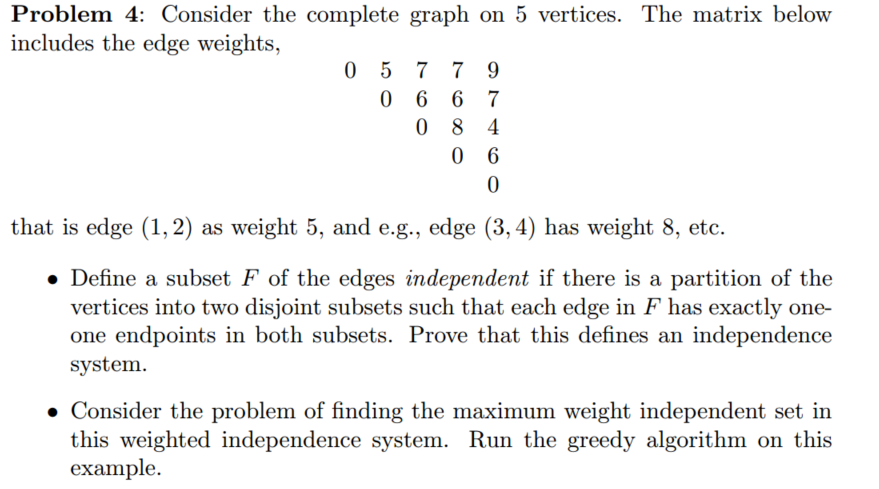 Problem 4: Consider the complete graph on 5 vertices. The matrix below
includes the edge weights,
0 5 7 7 9
0 6 6 7
0 8 4
0 6
0
that is edge (1, 2) as weight 5, and e.g., edge (3, 4) has weight 8, etc.
• Define a subset F of the edges independent if there is a partition of the
vertices into two disjoint subsets such that each edge in F has exactly one-
one endpoints in both subsets. Prove that this defines an independence
system.
• Consider the problem of finding the maximum weight independent set in
this weighted independence system. Run the greedy algorithm on this
example.